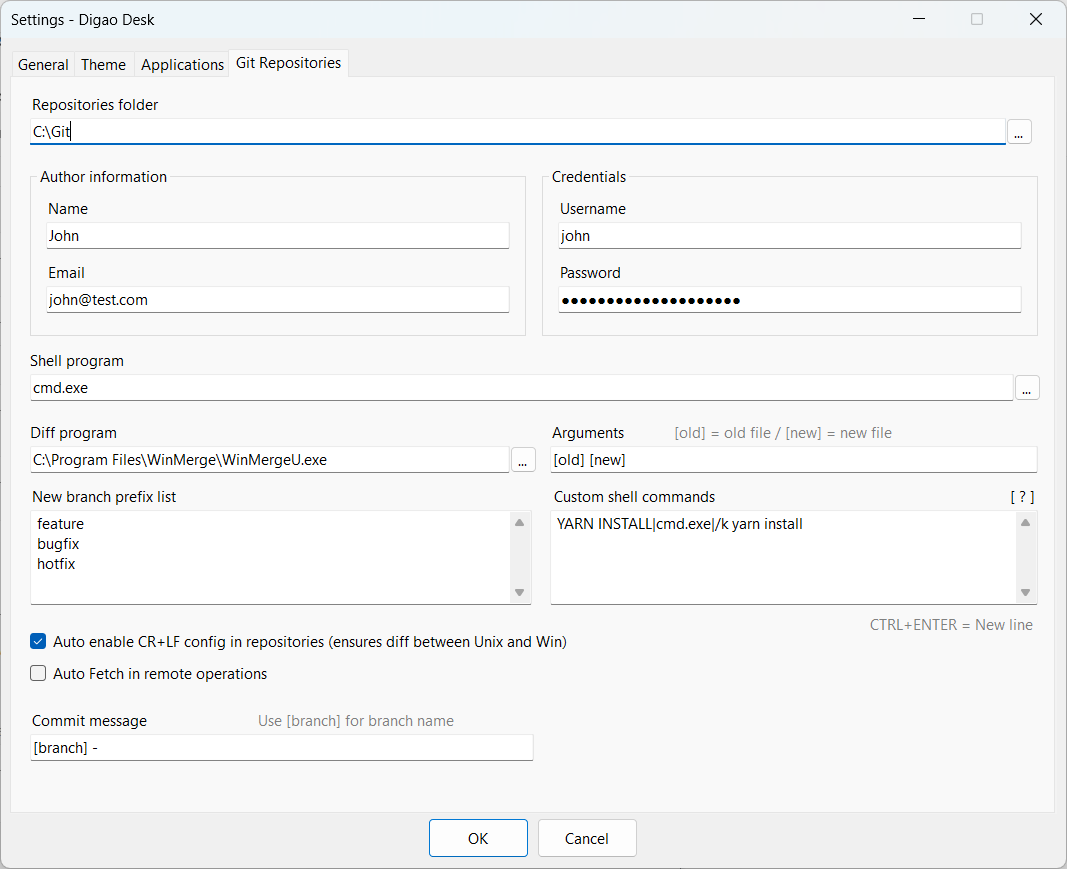 Settings - Digao Desk
General Theme Applications Git Repositories
Repositories folder
C:\Git
...
Author information
Name
John
Email
john@test.com
Credentials
Username
john
Password
●●●●●●●●●●●●●●●●●●●●
Shell program
cmd.exe
...
Diff program
C:\Program Files\WinMerge\WinMergeU.exe
...
Arguments [old] = old file / [new] = new file
[old] [new]
New branch prefix list
feature
bugfix
hotfix
Custom shell commands [ ? ]
YARN INSTALL|cmd.exe|/k yarn install
CTRL+ENTER = New line
Auto enable CR+LF config in repositories (ensures diff between Unix and Win)
Auto Fetch in remote operations
Commit message Use [branch] for branch name
[branch] -
OK Cancel